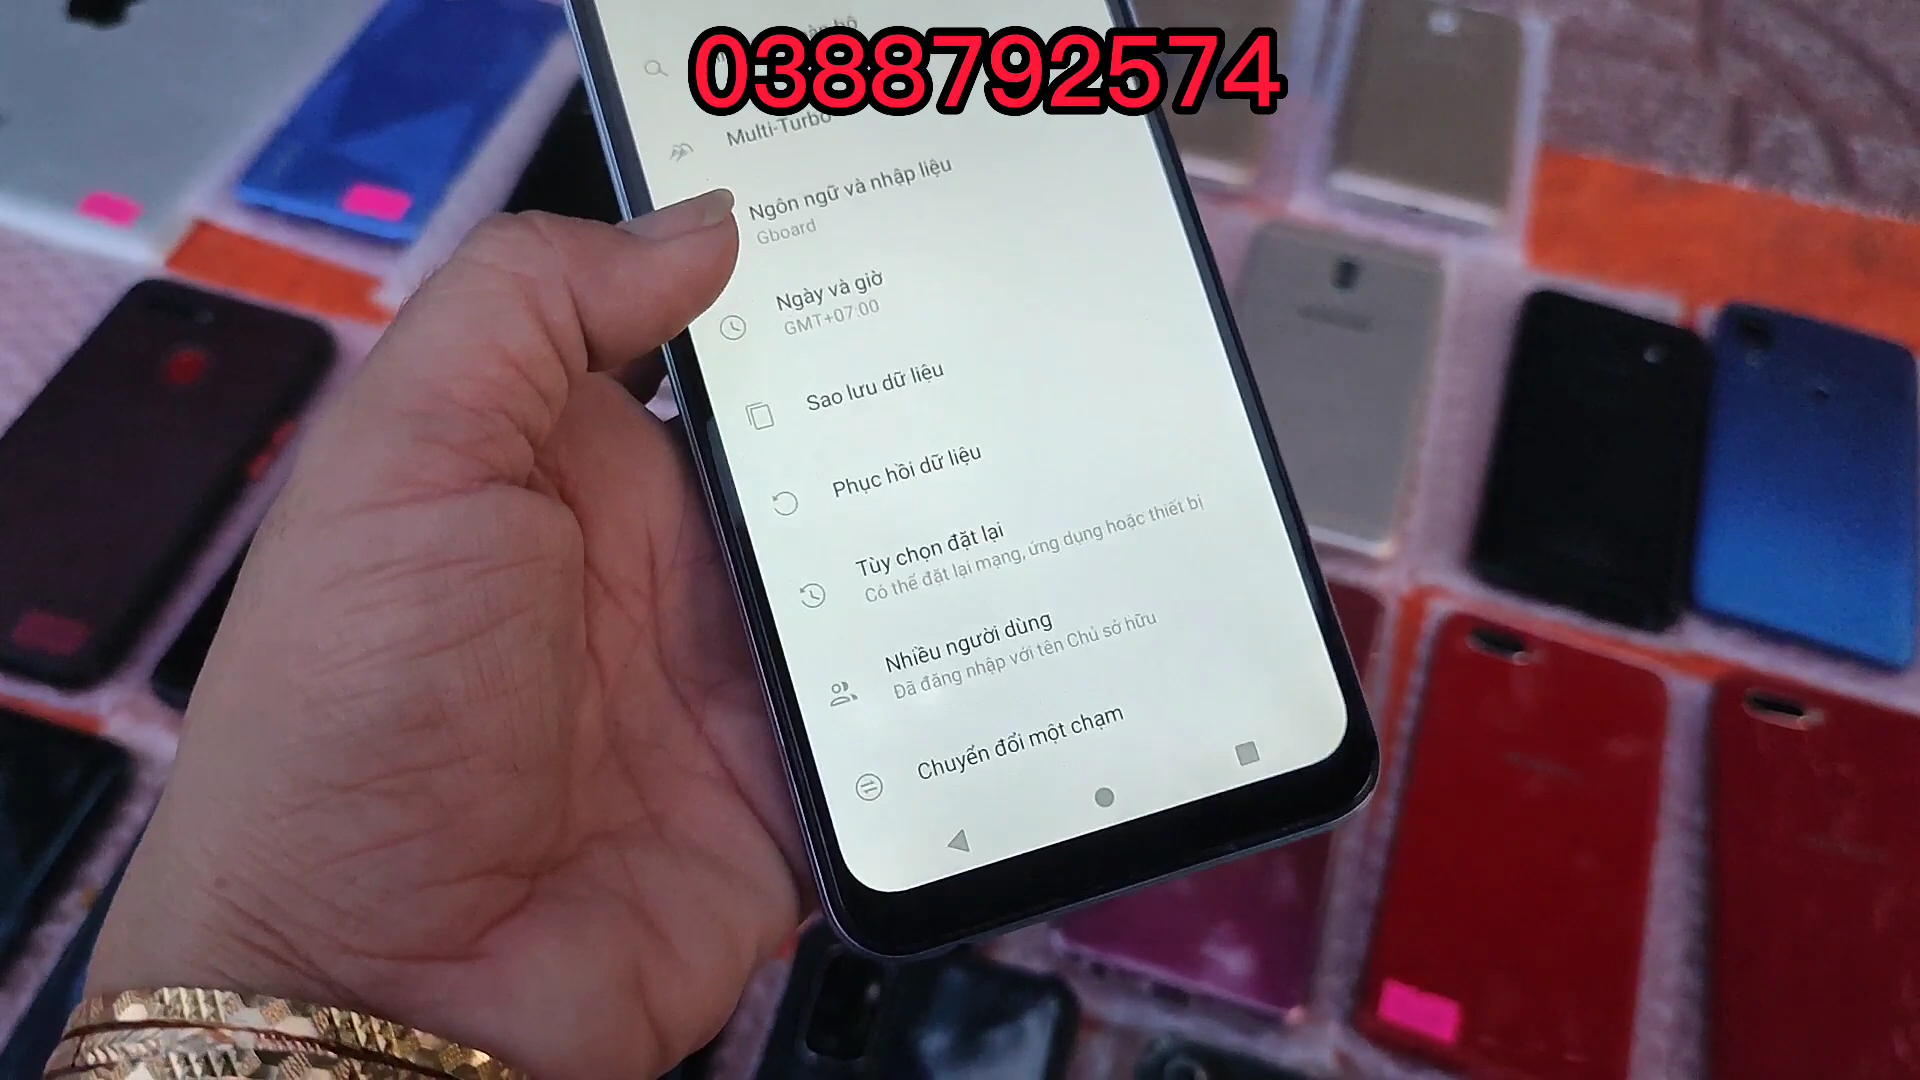 0388792574
Multi-Turbo
Ngôn ngữ và nhập liệu
Gboard
Ngày và giờ
GMT+07:00
Sao lưu dữ liệu
Phục hồi dữ liệu
Tùy chọn đặt lại
Có thể đặt lại mạng, ứng dụng hoặc thiết bị
Nhiều người dùng
Đã đăng nhập với tên Chủ sở hữu
Chuyển đổi một chạm